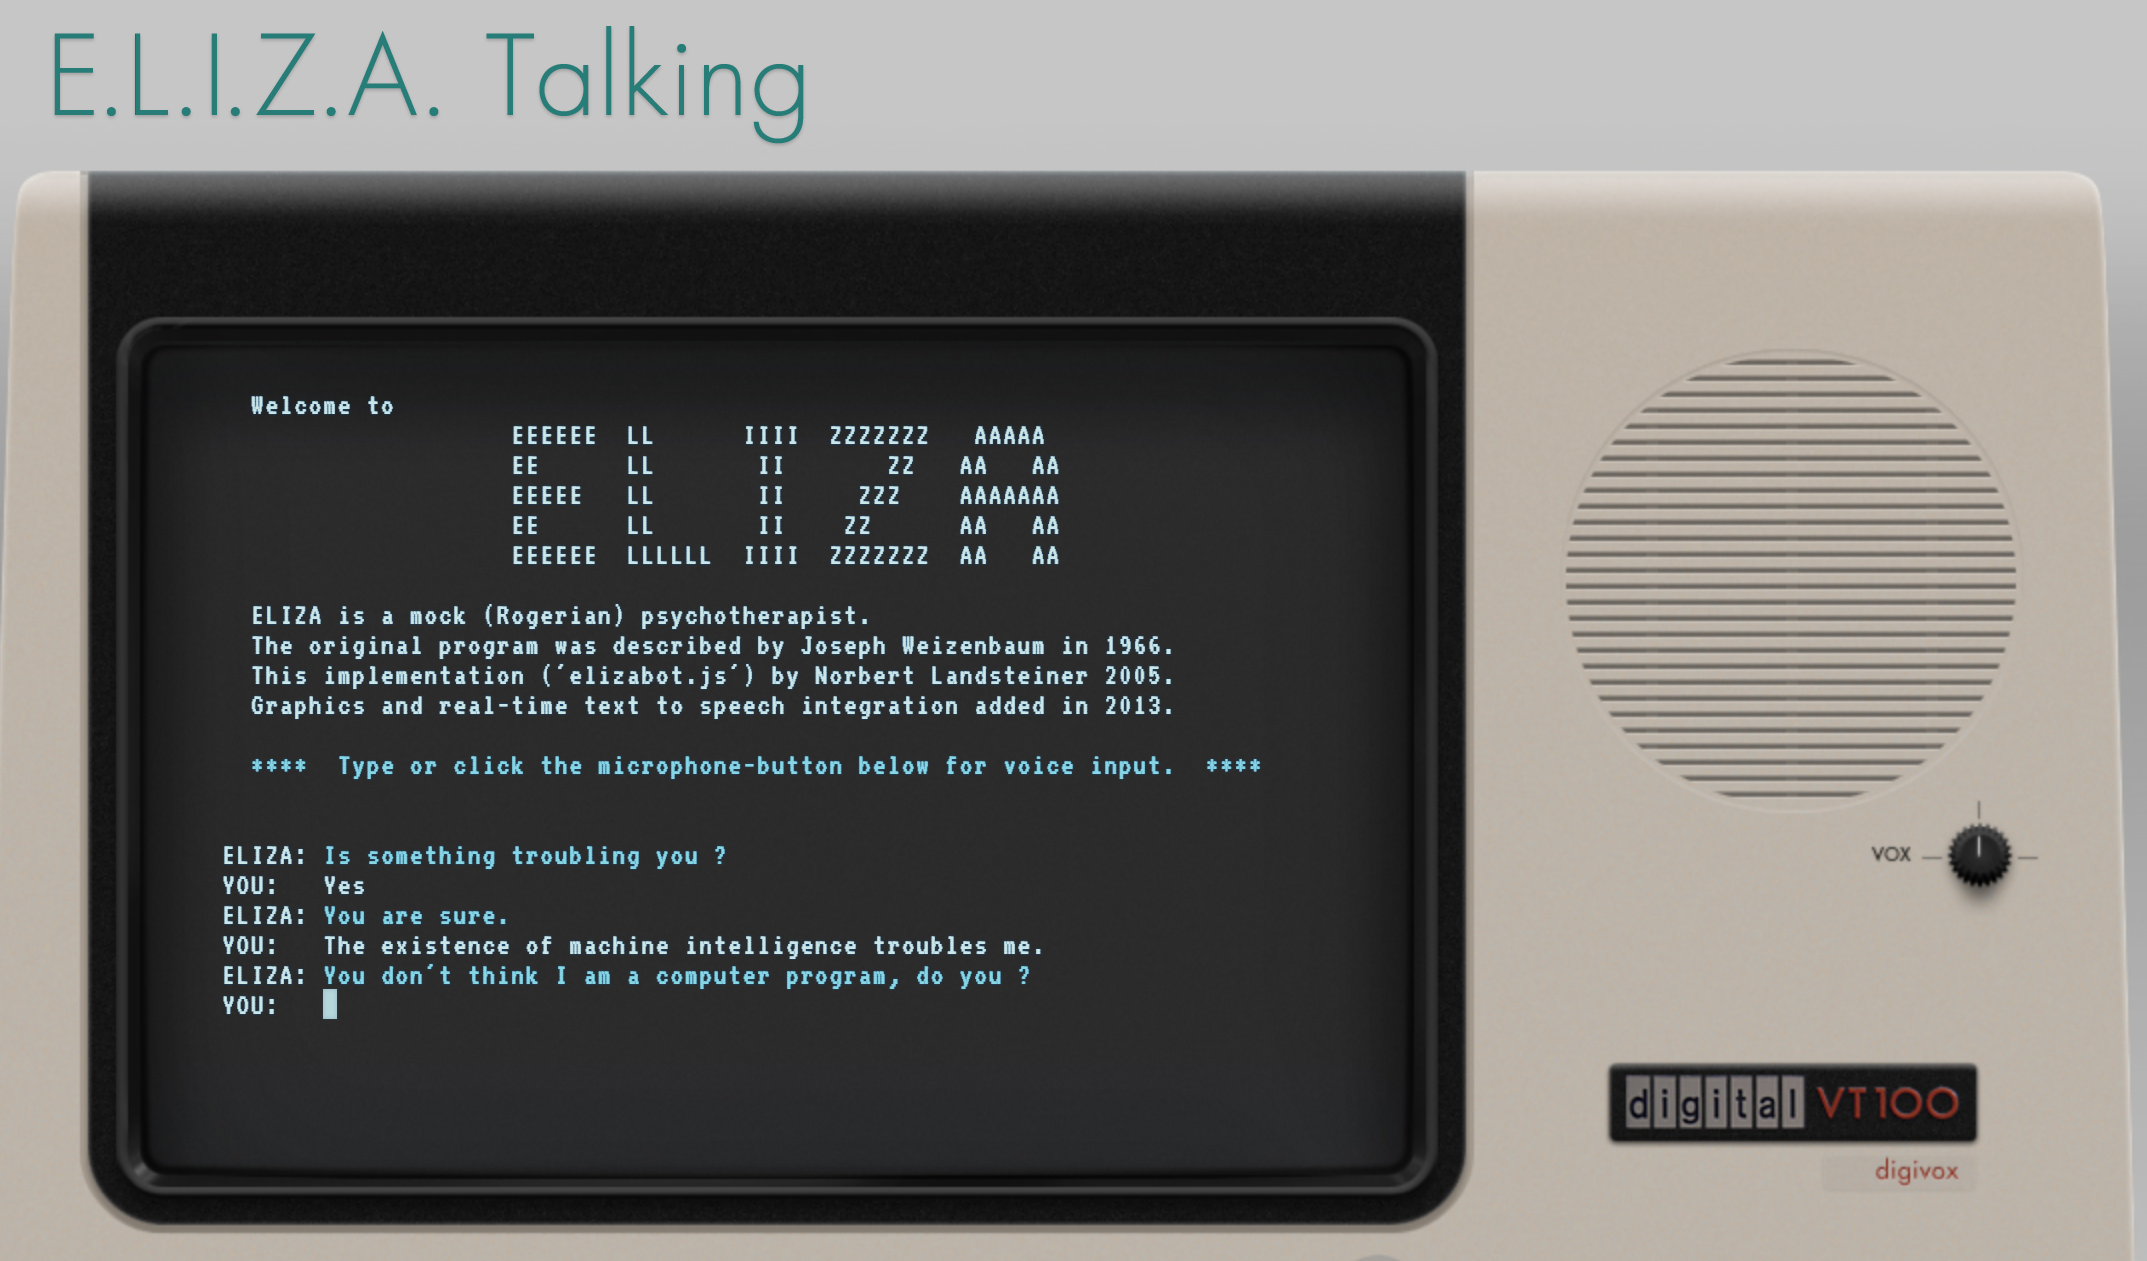 E.L.I.Z.A. Talking
Welcome to
EEEEEE  LL      IIII  ZZZZZZZ   AAAAA
EE      LL       II       ZZ   AA   AA
EEEEE   LL       II     ZZZ    AAAAAAA
EE      LL       II    ZZ      AA   AA
EEEEEE  LLLLLL  IIII  ZZZZZZZ  AA   AA
ELIZA is a mock (Rogerian) psychotherapist.
The original program was described by Joseph Weizenbaum in 1966.
This implementation (´elizabot.js´) by Norbert Landsteiner 2005.
Graphics and real-time text to speech integration added in 2013.
****  Type or click the microphone-button below for voice input.  ****
ELIZA: Is something troubling you ?
YOU:   Yes
ELIZA: You are sure.
YOU:   The existence of machine intelligence troubles me.
ELIZA: You don´t think I am a computer program, do you ?
YOU:
VOX
digital VT100
digivox